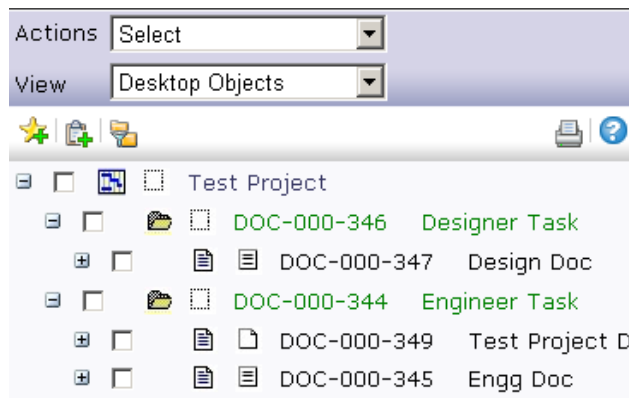 Actions Select
View Desktop Objects
Test Project
DOC-000-346 Designer Task
DOC-000-347 Design Doc
DOC-000-344 Engineer Task
DOC-000-349 Test Project D
DOC-000-345 Engg Doc